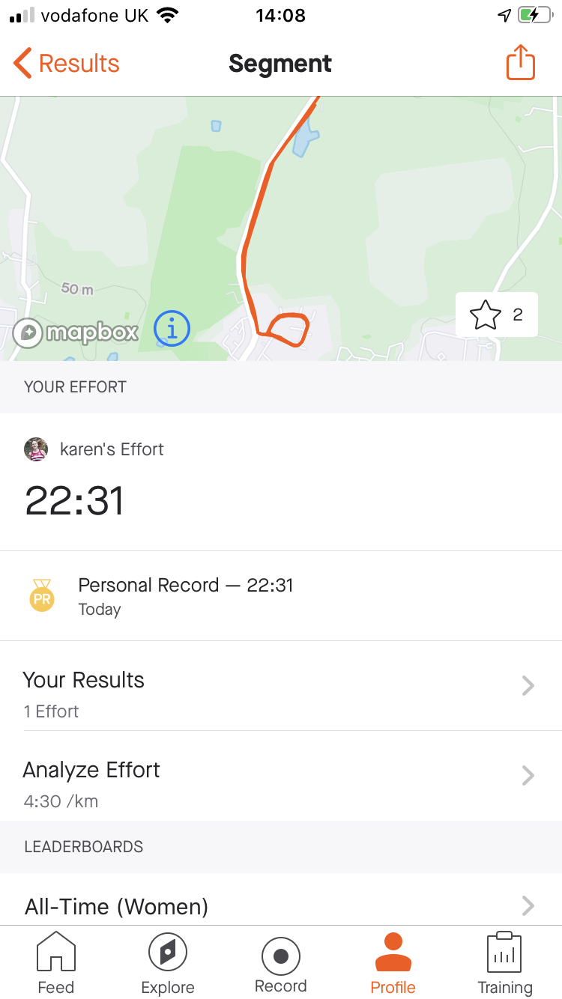 vodafone UK 14:08
Results Segment
50 m
mapbox
i
2
YOUR EFFORT
karen's Effort
22:31
PR
Personal Record — 22:31
Today
Your Results
1 Effort
Analyze Effort
4:30 /km
LEADERBOARDS
All-Time (Women)
Feed Explore Record Profile Training